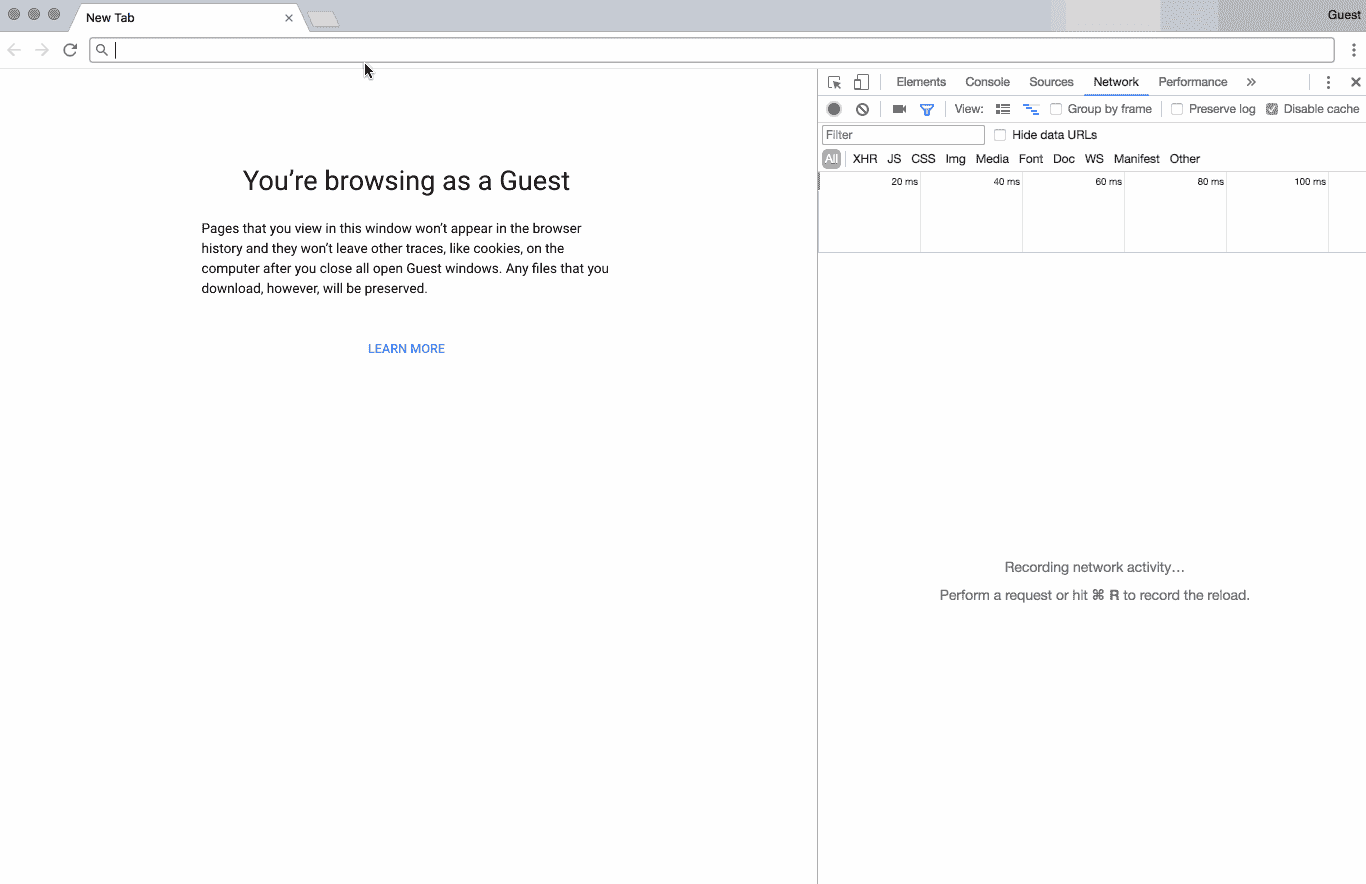 New Tab
Guest
Elements Console Sources Network Performance
View: Group by frame Preserve log Disable cache
Filter Hide data URLs
All XHR JS CSS Img Media Font Doc WS Manifest Other
20 ms 40 ms 60 ms 80 ms 100 ms
You’re browsing as a Guest
Pages that you view in this window won’t appear in the browser
history and they won’t leave other traces, like cookies, on the
computer after you close all open Guest windows. Any files that you
download, however, will be preserved.
LEARN MORE
Recording network activity…
Perform a request or hit ⌘ R to record the reload.